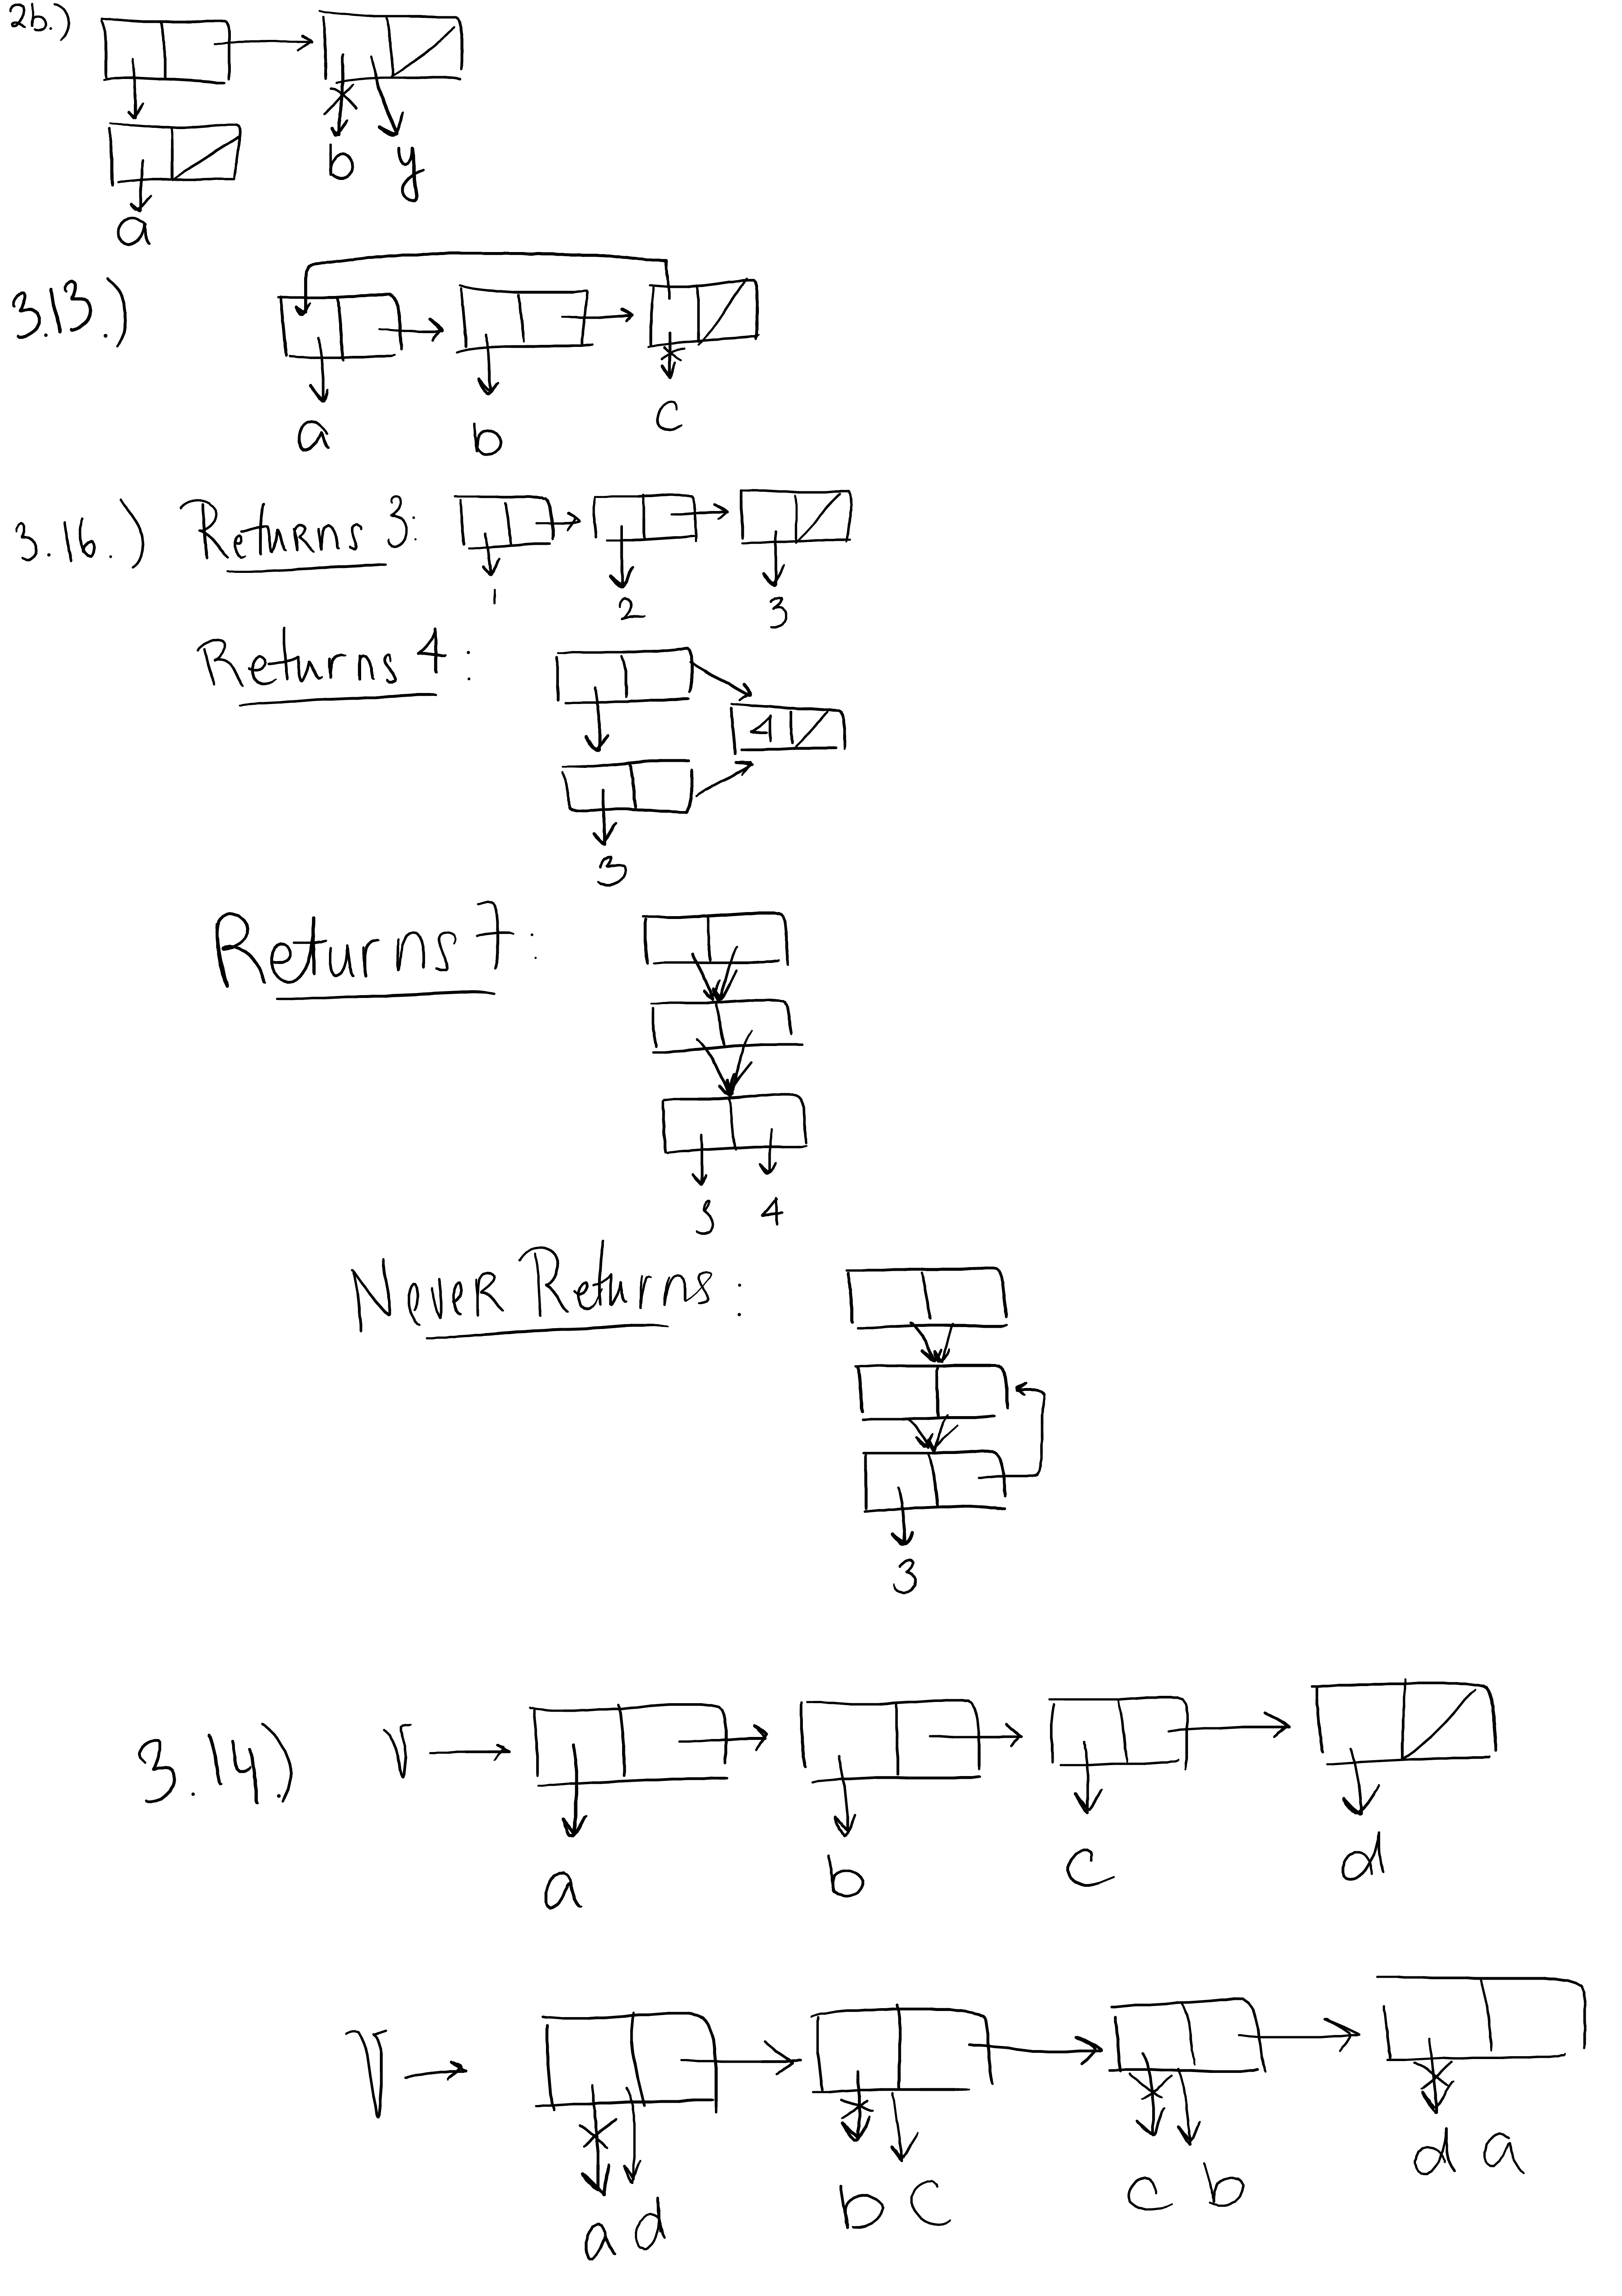 2b.)
b y
a
3.13.)
a b c
3.16.) Returns 3:
1 2 3
Returns 4:
4
3
Returns 7:
3 4
Never Returns:
3
3.14.) V
a b c d
V
a d b c c b d a